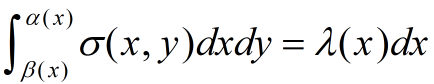 ∫_{β(x)}^{α(x)} σ(x, y)dxdy = λ(x)dx